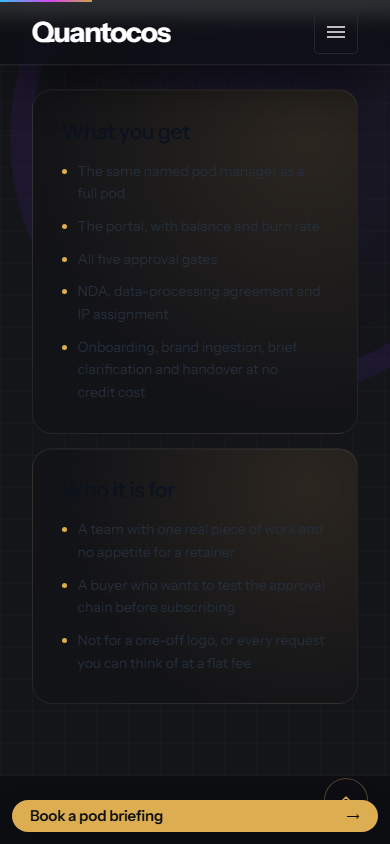 Quantocos
What you get
The same named pod manager as a
full pod
The portal, with balance and burn rate
All five approval gates
NDA, data-processing agreement and
IP assignment
Onboarding, brand ingestion, brief
clarification and handover at no
credit cost
Who it is for
A team with one real piece of work and
no appetite for a retainer
A buyer who wants to test the approval
chain before subscribing
Not for a one-off logo, or every request
you can think of at a flat fee
Book a pod briefing →